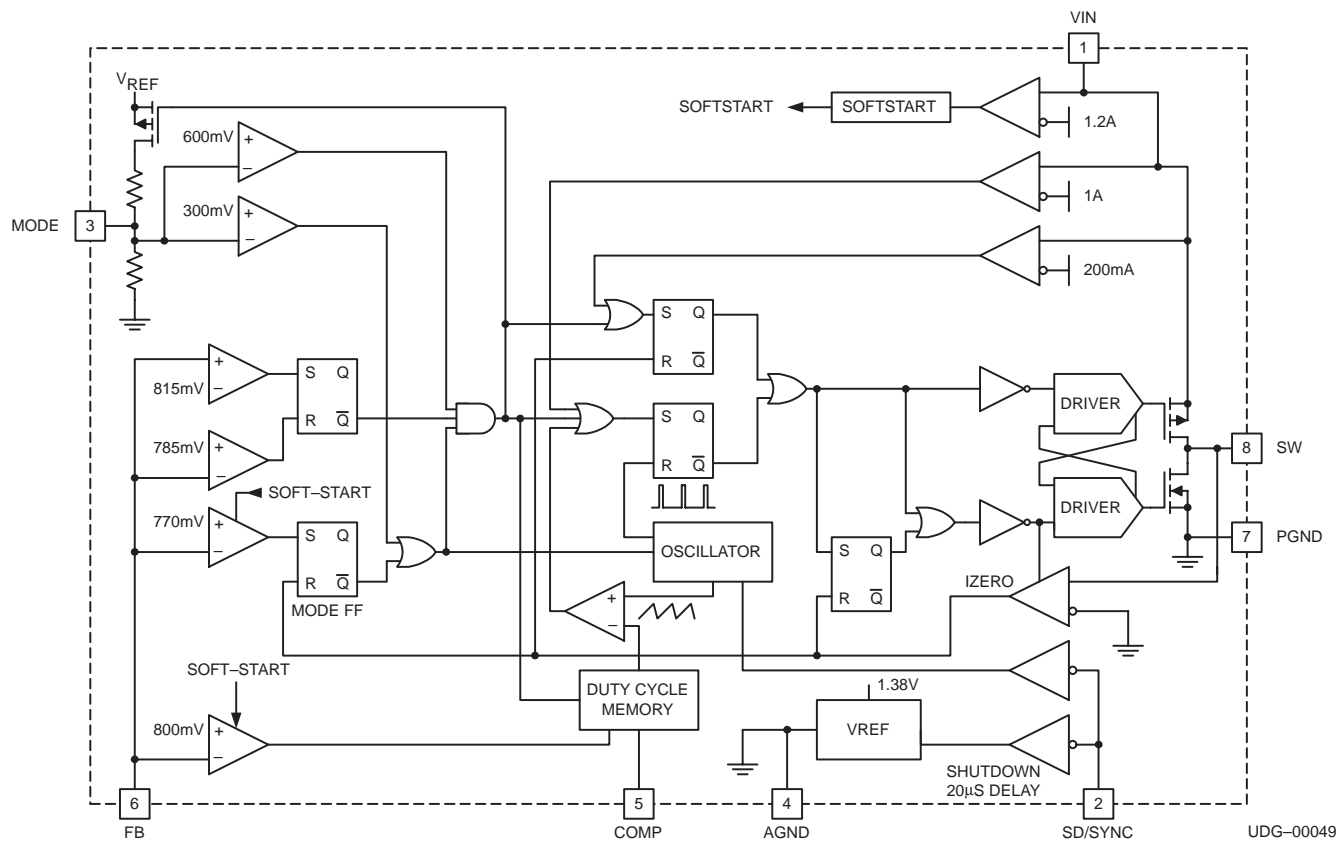 VIN
1
VREF
SOFTSTART
SOFTSTART
1.2A
600mV
+
−
1A
MODE
3
300mV
+
−
200mA
S Q
R Q̅
+
−
815mV
S Q
R Q̅
S Q
R Q̅
DRIVER
785mV
+
−
8
SW
SOFT–START
770mV
+
−
S Q
R Q̅
MODE FF
OSCILLATOR
S Q
R Q̅
DRIVER
7
PGND
IZERO
+
−
SOFT–START
DUTY CYCLE
MEMORY
1.38V
800mV
+
−
VREF
SHUTDOWN
20µS DELAY
6
FB
5
COMP
4
AGND
2
SD/SYNC
UDG–00049